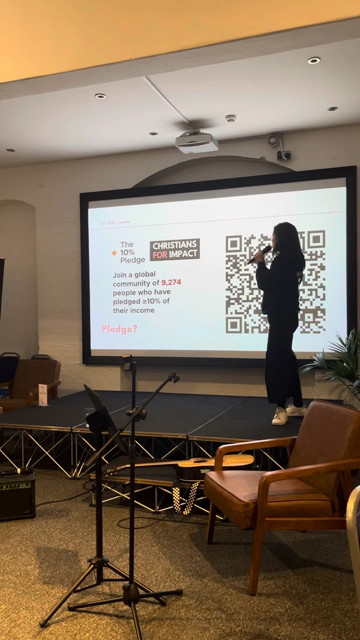 The
10%
Pledge
CHRISTIANS
FOR IMPACT
Join a global
community of 9,274
people who have
pledged ≥10% of
their income
Pledge?